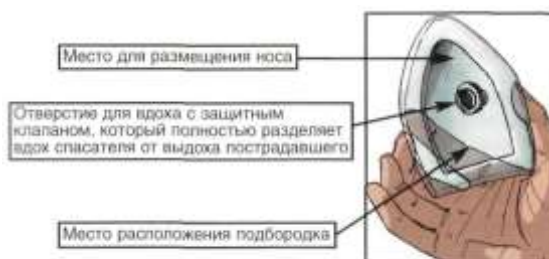 Место для размещения носа
Отверстие для вдоха с защитным
клапаном, который полностью разделяет
вдох спасателя от выдоха пострадавшего
Место расположения подбородка